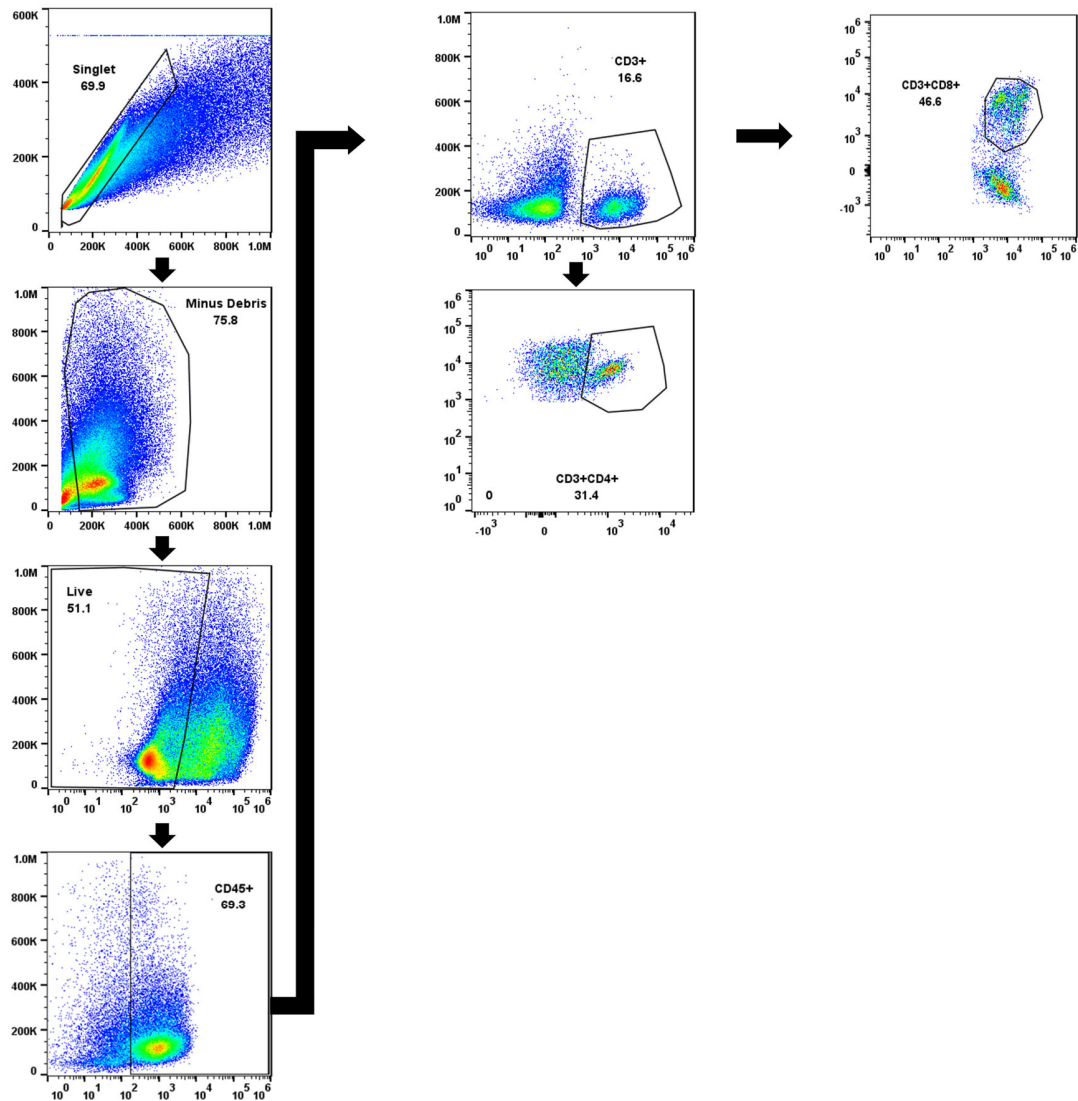 600K
400K
200K
0
Singlet
69.9
0 200K 400K 600K 800K 1.0M
1.0M
800K
600K
400K
200K
0
Minus Debris
75.8
0 200K 400K 600K 800K 1.0M
1.0M
800K
600K
400K
200K
0
Live
51.1
10^0 10^1 10^2 10^3 10^4 10^5 10^6
1.0M
800K
600K
400K
200K
0
CD45+
69.3
10^0 10^1 10^2 10^3 10^4 10^5 10^6
1.0M
800K
600K
400K
200K
0
CD3+
16.6
10^0 10^1 10^2 10^3 10^4 10^5 10^6
10^6
10^5
10^4
10^3
10^2
10^1
10^0
0
CD3+CD4+
31.4
-10^3 0 10^3 10^4
10^6
10^5
10^4
10^3
0
-10^3
CD3+CD8+
46.6
10^0 10^1 10^2 10^3 10^4 10^5 10^6